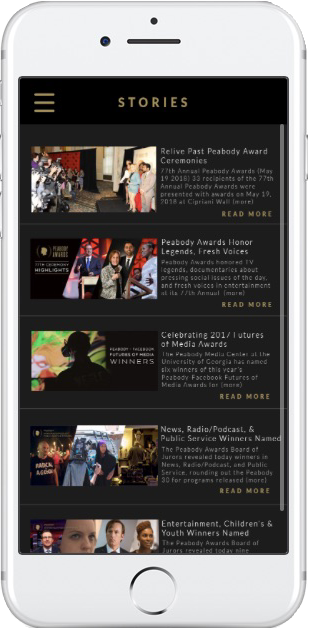 STORIES
Relive Past Peabody Award
Ceremonies
77th Annual Peabody Awards (May
19 2018) 33 recipients of the 77th
Annual Peabody Awards were
presented with awards on May 19,
2018 at Cipriani Wall (more)
READ MORE
PEABODY
AWARDS
77TH CEREMONY
HIGHLIGHTS
Peabody Awards Honor
Legends, Fresh Voices
Peabody Awards honored TV
legends, documentaries about
pressing social issues of the day,
and fresh voices in entertainment
at its 77th Annual (more)
READ MORE
PEABODY - FACEBOOK
FUTURES OF MEDIA
WINNERS
Celebrating 2017 Futures
of Media Awards
The Peabody Media Center at the
University of Georgia has named
six winners of this year's
Peabody-Facebook Futures of
Media Awards for (more)
READ MORE
News, Radio/Podcast, &
Public Service Winners Named
The Peabody Awards Board of
Jurors revealed today winners in
News, Radio/Podcast, and Public
Service, rounding out the Peabody
30 for programs released (more)
READ MORE
Entertainment, Children's &
Youth Winners Named
The Peabody Awards Board of
Jurors revealed today nine